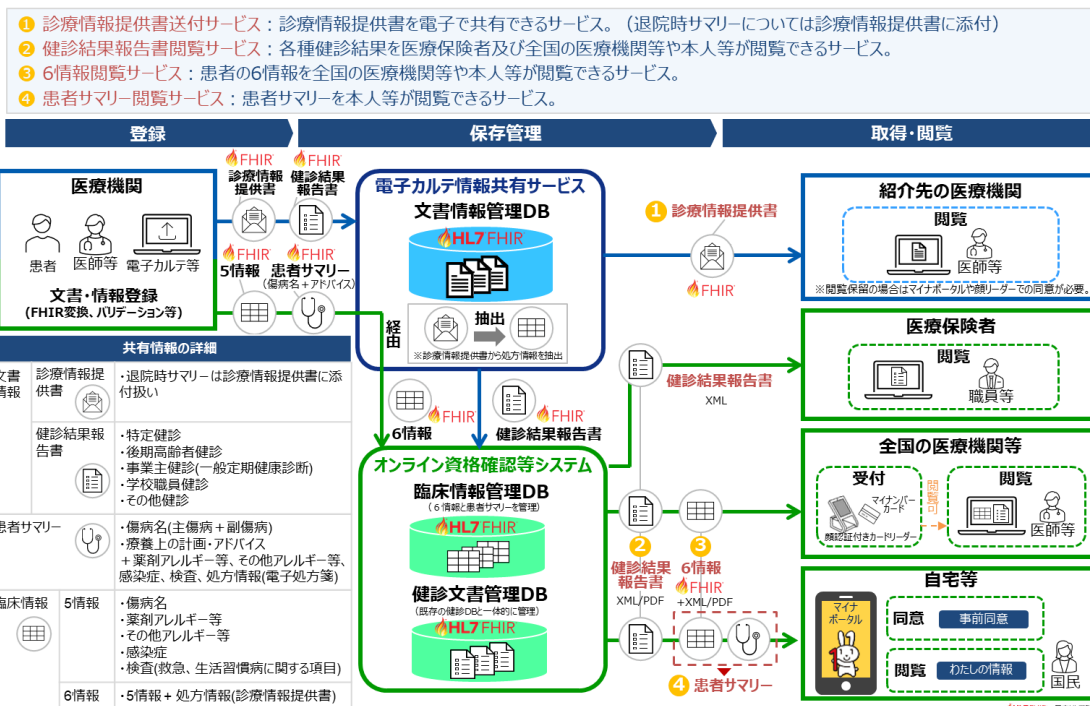 1 診療情報提供書送付サービス：診療情報提供書を電子で共有できるサービス。（退院時サマリーについては診療情報提供書に添付）
2 健診結果報告書閲覧サービス：各種健診結果を医療保険者及び全国の医療機関等や本人等が閲覧できるサービス。
3 6情報閲覧サービス：患者の6情報を全国の医療機関等や本人等が閲覧できるサービス。
4 患者サマリー閲覧サービス：患者サマリーを本人等が閲覧できるサービス。
登録
保存管理
取得・閲覧
医療機関
患者
医師等
電子カルテ等
文書・情報登録
(FHIR変換、バリデーション等)
FHIR
診療情報
提供書
FHIR
健診結果
報告書
FHIR
5情報
FHIR
患者サマリー
(傷病名＋アドバイス)
電子カルテ情報共有サービス
文書情報管理DB
HL7 FHIR
抽出
※診療情報提供書から処方情報を抽出
経由
6情報
FHIR
FHIR
健診結果報告書
オンライン資格確認等システム
臨床情報管理DB
(６情報と患者サマリーを管理)
HL7 FHIR
健診文書管理DB
(既存の健診DBと一体的に管理)
HL7 FHIR
1 診療情報提供書
FHIR
健診結果報告書
XML
2
健診結果
報告書
XML/PDF
3
6情報
FHIR
+XML/PDF
4 患者サマリー
紹介先の医療機関
閲覧
医師等
※閲覧保留の場合はマイナポータルや顔リーダーでの同意が必要。
医療保険者
閲覧
職員等
全国の医療機関等
受付
マイナンバー
カード
顔認証付きカードリーダー
閲覧可
閲覧
医師等
自宅等
マイナ
ポータル
同意
事前同意
閲覧
わたしの情報
国民
共有情報の詳細
文書
情報
診療情報提
供書
・退院時サマリーは診療情報提供書に添
付扱い
健診結果報
告書
・特定健診
・後期高齢者健診
・事業主健診(一般定期健康診断)
・学校職員健診
・その他健診
患者サマリー
・傷病名(主傷病＋副傷病)
・療養上の計画・アドバイス
＋薬剤アレルギー等、その他アレルギー等、
感染症、検査、処方情報(電子処方箋)
臨床情報
5情報
・傷病名
・薬剤アレルギー等
・その他アレルギー等
・感染症
・検査(救急、生活習慣病に関する項目)
6情報
・5情報＋処方情報(診療情報提供書)